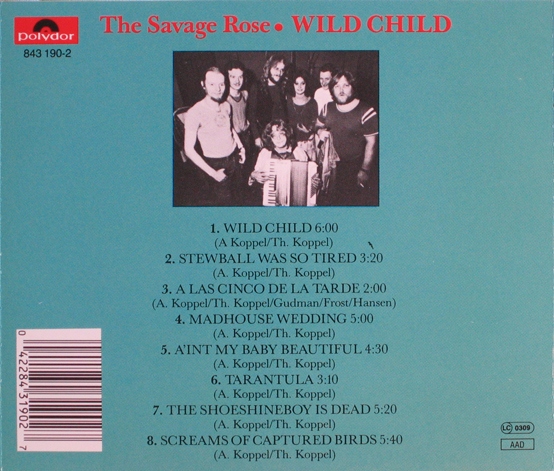 The Savage Rose • WILD CHILD
polydor
843 190-2
1. WILD CHILD 6:00
(A Koppel/Th. Koppel)
2. STEWBALL WAS SO TIRED 3:20
(A. Koppel/Th. Koppel)
3. A LAS CINCO DE LA TARDE 2:00
(A. Koppel/Th. Koppel/Gudman/Frost/Hansen)
4. MADHOUSE WEDDING 5:00
(A. Koppel/Th. Koppel)
5. A'INT MY BABY BEAUTIFUL 4:30
(A. Koppel/Th. Koppel)
6. TARANTULA 3:10
(A. Koppel/Th. Koppel)
7. THE SHOESHINEBOY IS DEAD 5:20
(A. Koppel/Th. Koppel)
8. SCREAMS OF CAPTURED BIRDS 5:40
(A. Koppel/Th. Koppel)
0 42284 31902 7
LC 0309
AAD